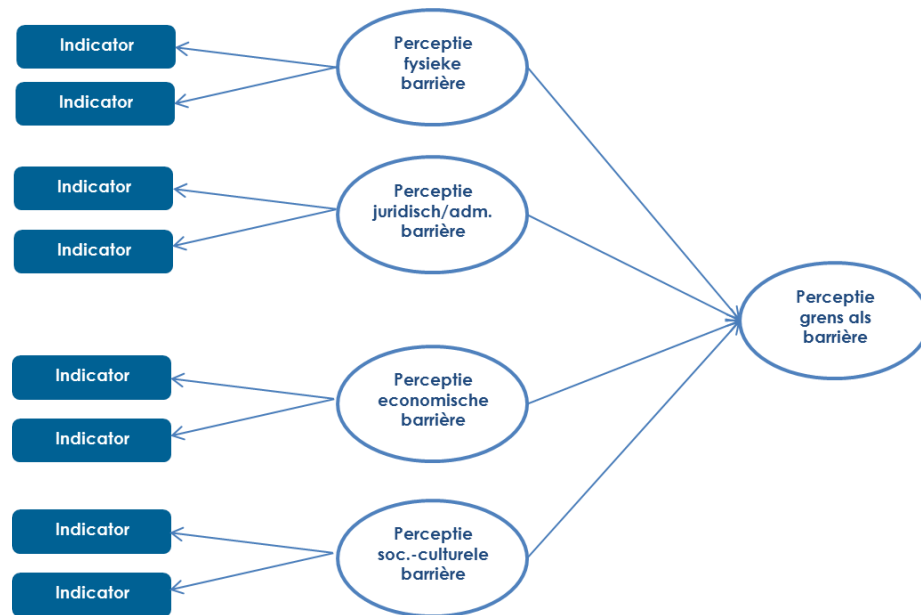 Indicator
Indicator
Perceptie
fysieke
barrière
Indicator
Indicator
Perceptie
juridisch/adm.
barrière
Perceptie
grens als
barrière
Indicator
Indicator
Perceptie
economische
barrière
Indicator
Indicator
Perceptie
soc.-culturele
barrière